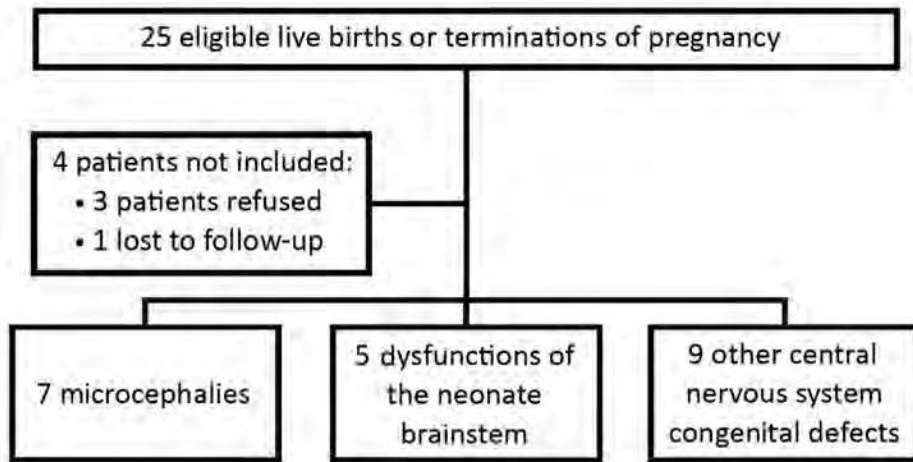 25 eligible live births or terminations of pregnancy
4 patients not included:
• 3 patients refused
• 1 lost to follow-up
7 microcephalies
5 dysfunctions of
the neonate
brainstem
9 other central
nervous system
congenital defects